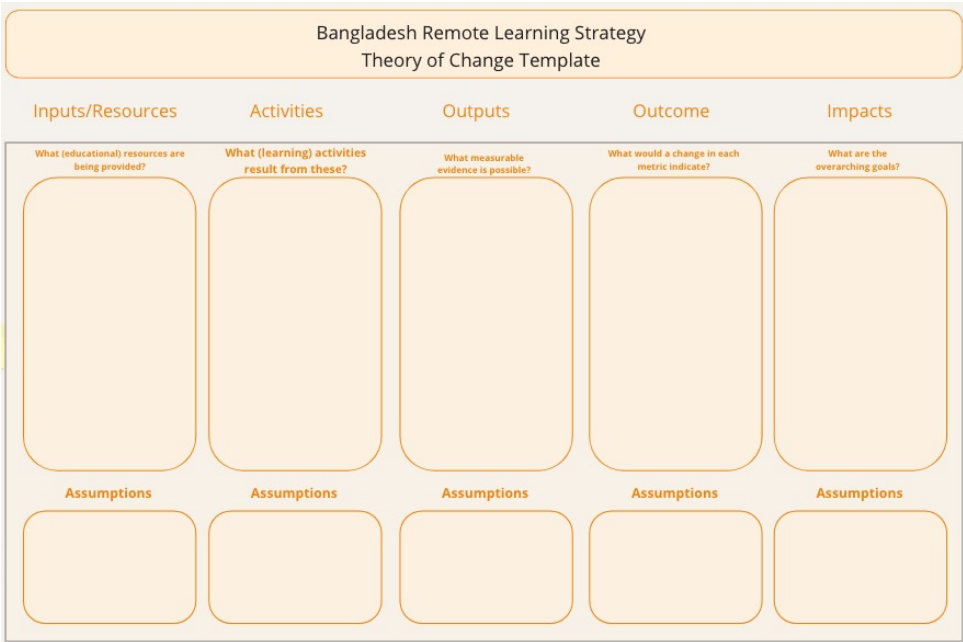 Bangladesh Remote Learning Strategy
Theory of Change Template
Inputs/Resources
Activities
Outputs
Outcome
Impacts
What (educational) resources are
being provided?
What (learning) activities
result from these?
What measurable
evidence is possible?
What would a change in each
metric indicate?
What are the
overarching goals?
Assumptions
Assumptions
Assumptions
Assumptions
Assumptions